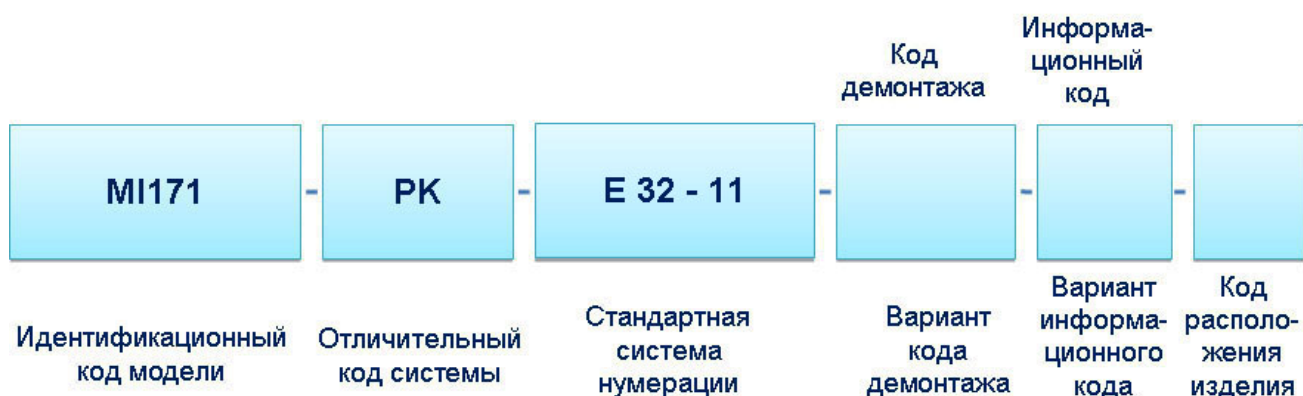 Код
демонтажа
Информа-
ционный
код
MI171 - PK - E 32 - 11 - - -
Идентификационный
код модели
Отличительный
код системы
Стандартная
система
нумерации
Вариант
кода
демонтажа
Вариант
информа-
ционного
кода
Код
располо-
жения
изделия